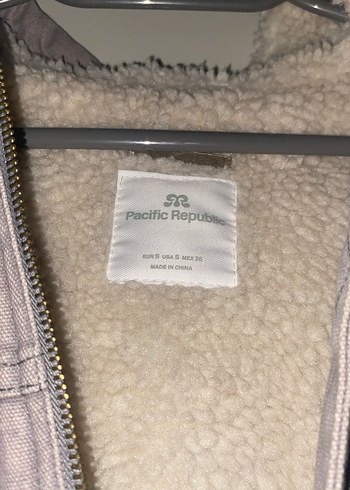 Pacific Republic
EUR S USA S MEX 26
MADE IN CHINA